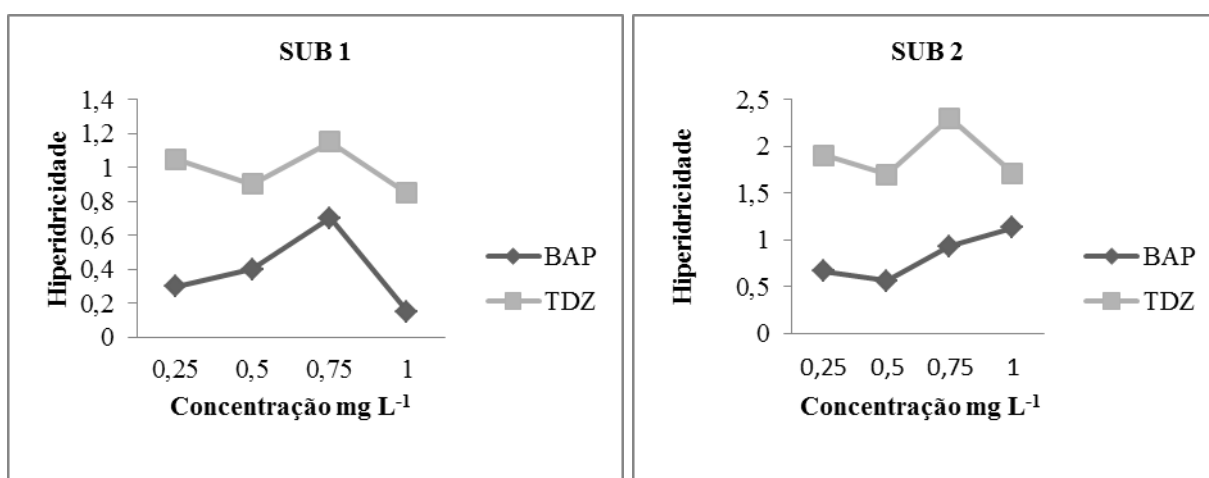 SUB 1
1,4
1,2
1
0,8
0,6
0,4
0,2
0
Hiperidricidade
0,25 0,5 0,75 1
Concentração mg L-1
BAP
TDZ
SUB 2
2,5
2
1,5
1
0,5
0
Hiperidricidade
0,25 0,5 0,75 1
Concentração mg L-1
BAP
TDZ